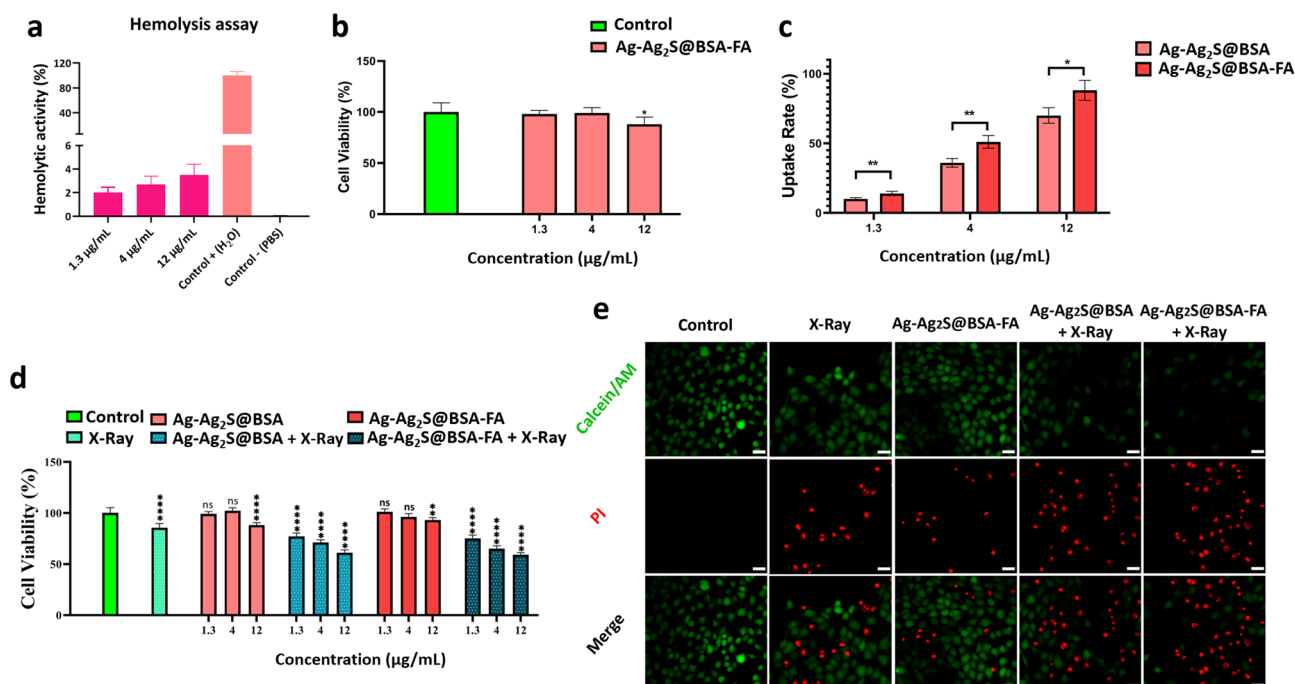 a
Hemolysis assay
Hemolytic activity (%)
120
80
40
6
4
2
0
1.3 µg/mL
4 µg/mL
12 µg/mL
Control + (H₂O)
Control - (PBS)
b
Control
Ag-Ag₂S@BSA-FA
Cell Viability (%)
150
100
50
0
*
1.3
4
12
Concentration (µg/mL)
c
Ag-Ag₂S@BSA
Ag-Ag₂S@BSA-FA
Uptake Rate (%)
100
50
0
**
**
*
1.3
4
12
Concentration (µg/mL)
d
Control
Ag-Ag₂S@BSA
Ag-Ag₂S@BSA-FA
X-Ray
Ag-Ag₂S@BSA + X-Ray
Ag-Ag₂S@BSA-FA + X-Ray
Cell Viability (%)
150
100
50
0
****
ns
ns
****
****
****
****
ns
ns
**
****
****
****
1.3
4
12
1.3
4
12
1.3
4
12
1.3
4
12
Concentration (µg/mL)
e
Control
X-Ray
Ag-Ag₂S@BSA-FA
Ag-Ag₂S@BSA
+ X-Ray
Ag-Ag₂S@BSA-FA
+ X-Ray
Calcein/AM
PI
Merge